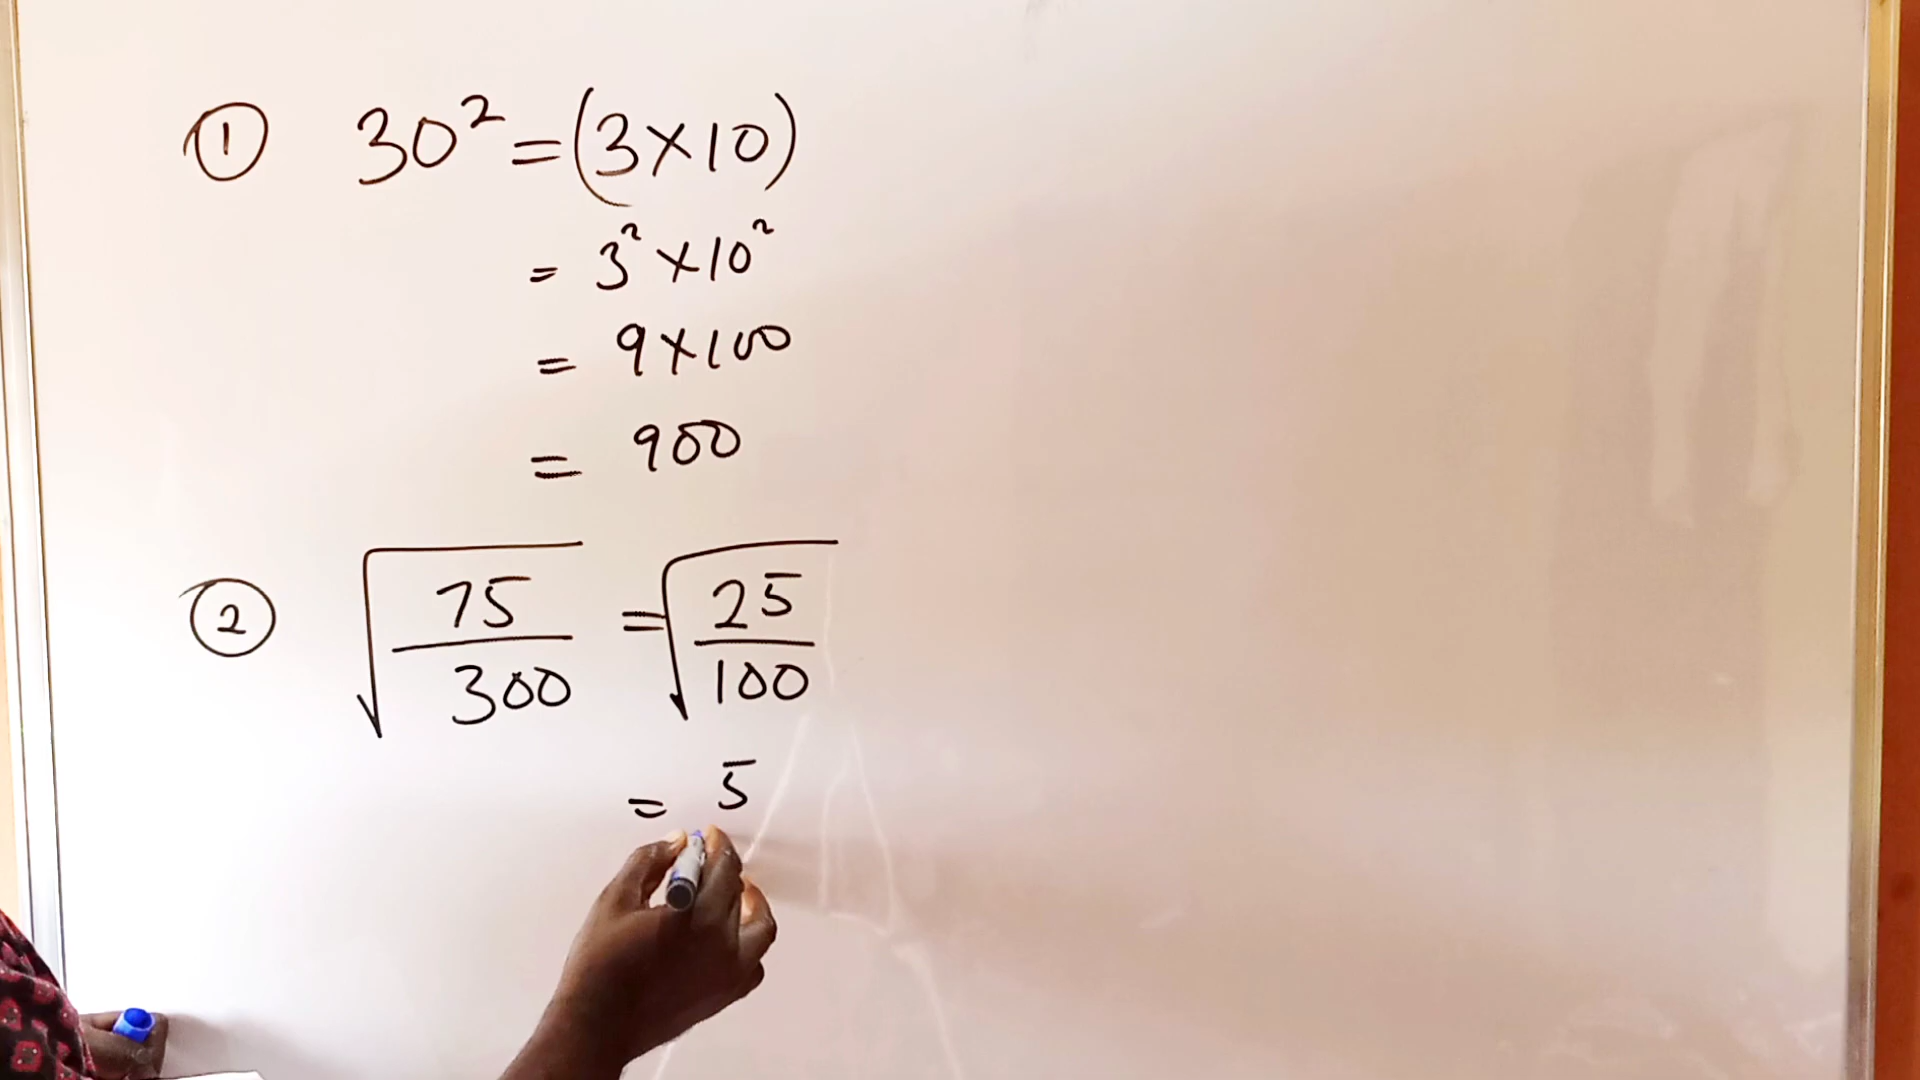 ① 30² = (3×10)
= 3² × 10²
= 9×100
= 900
② √(75/300) = √(25/100)
= 5